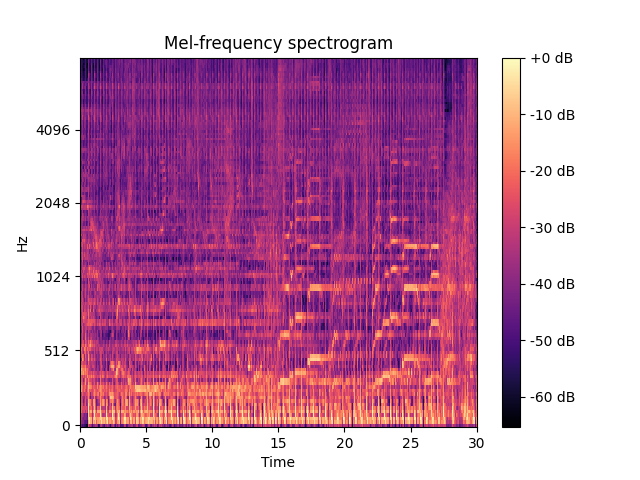 Mel-frequency spectrogram
Hz
4096
2048
1024
512
0
0 5 10 15 20 25 30
Time
+0 dB
-10 dB
-20 dB
-30 dB
-40 dB
-50 dB
-60 dB